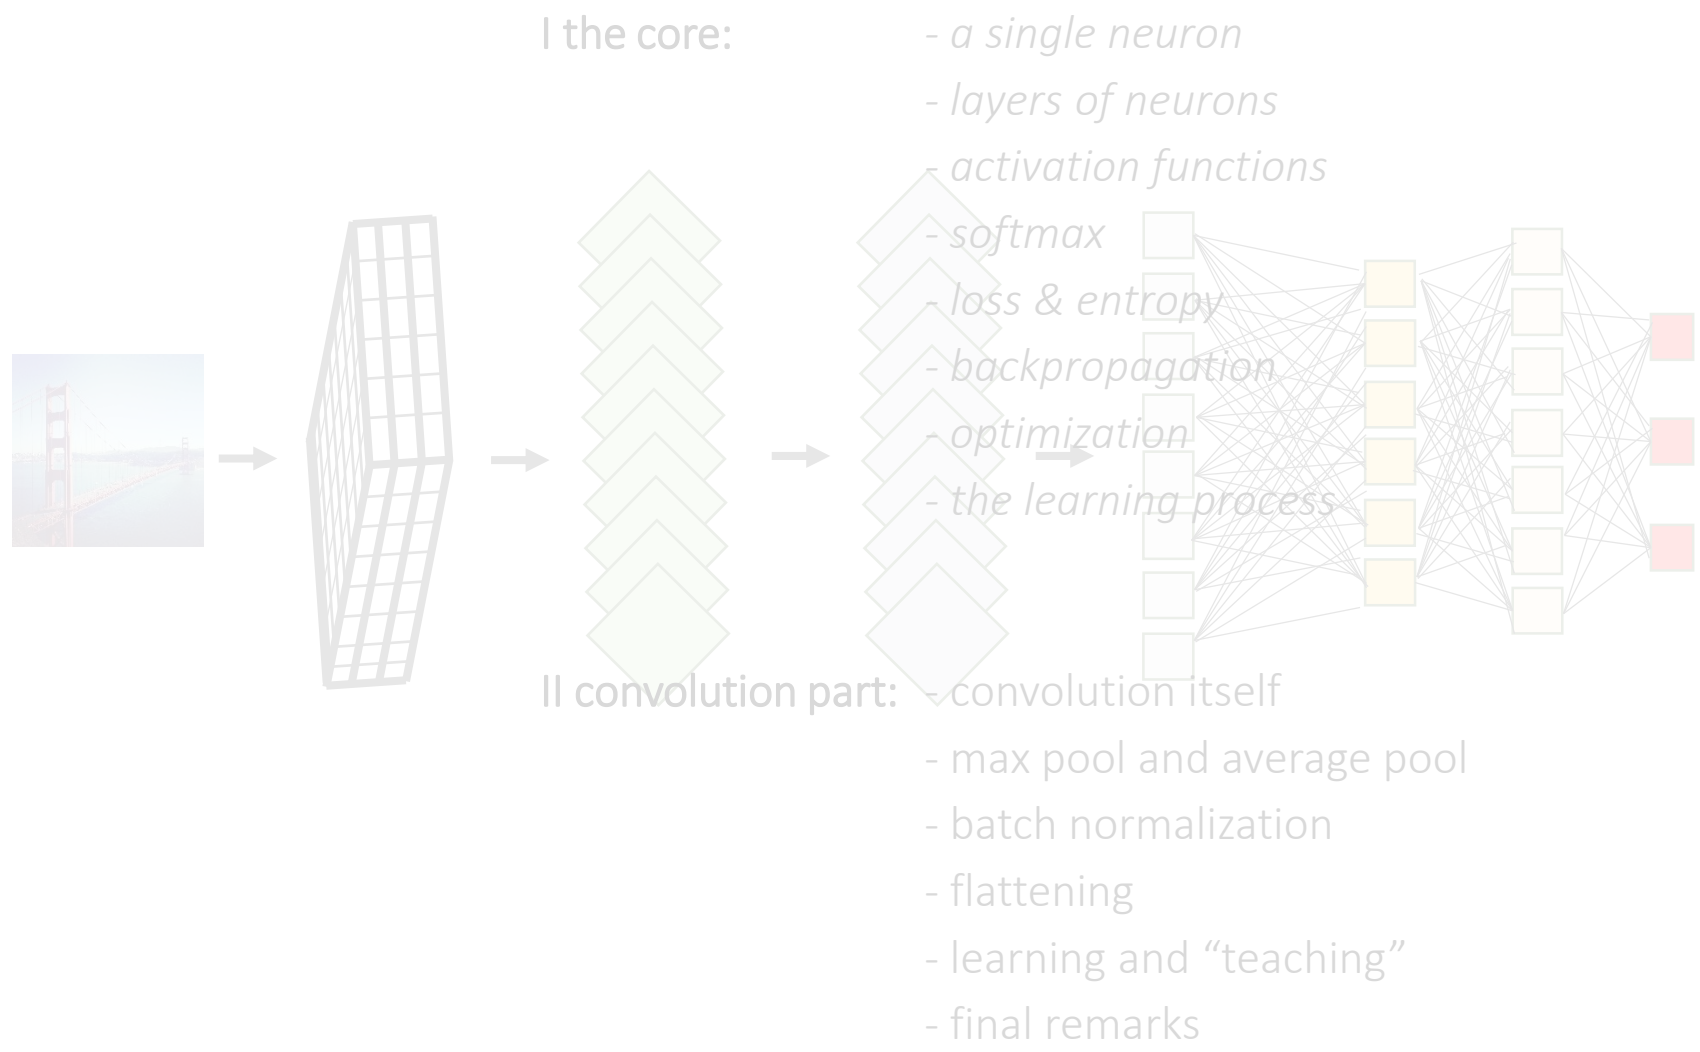 I the core: - a single neuron
- layers of neurons
- activation functions
- softmax
- loss & entropy
- backpropagation
- optimization
- the learning process
II convolution part: - convolution itself
- max pool and average pool
- batch normalization
- flattening
- learning and “teaching”
- final remarks